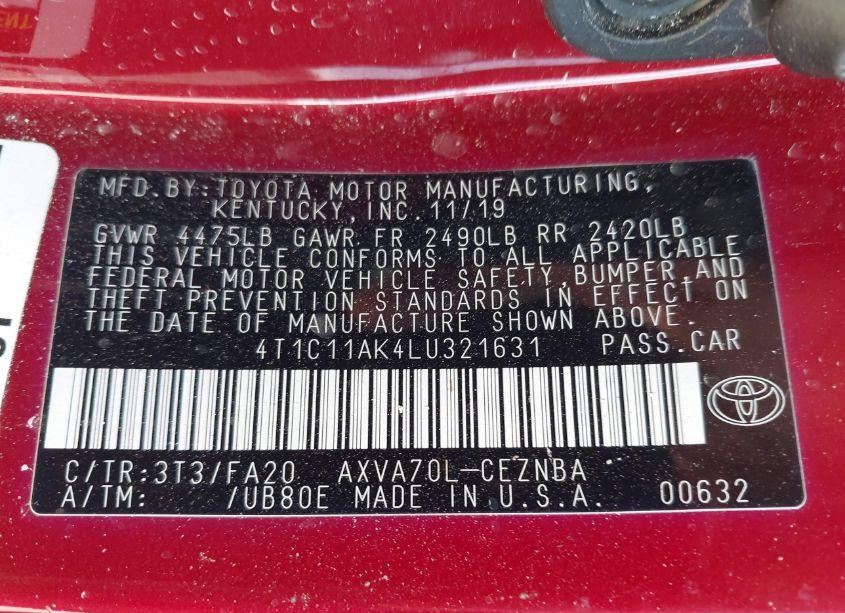 MFD. BY: TOYOTA MOTOR MANUFACTURING,
KENTUCKY, INC. 11/19
GVWR 4475LB GAWR FR 2490LB RR 2420LB
THIS VEHICLE CONFORMS TO ALL APPLICABLE
FEDERAL MOTOR VEHICLE SAFETY, BUMPER, AND
THEFT PREVENTION STANDARDS IN EFFECT ON
THE DATE OF MANUFACTURE SHOWN ABOVE.
4T1C11AK4LU321631 PASS. CAR
C/TR: 3T3/FA20 AXVA70L-CEZNBA
A/TM: /UB80E MADE IN U.S.A. 00632